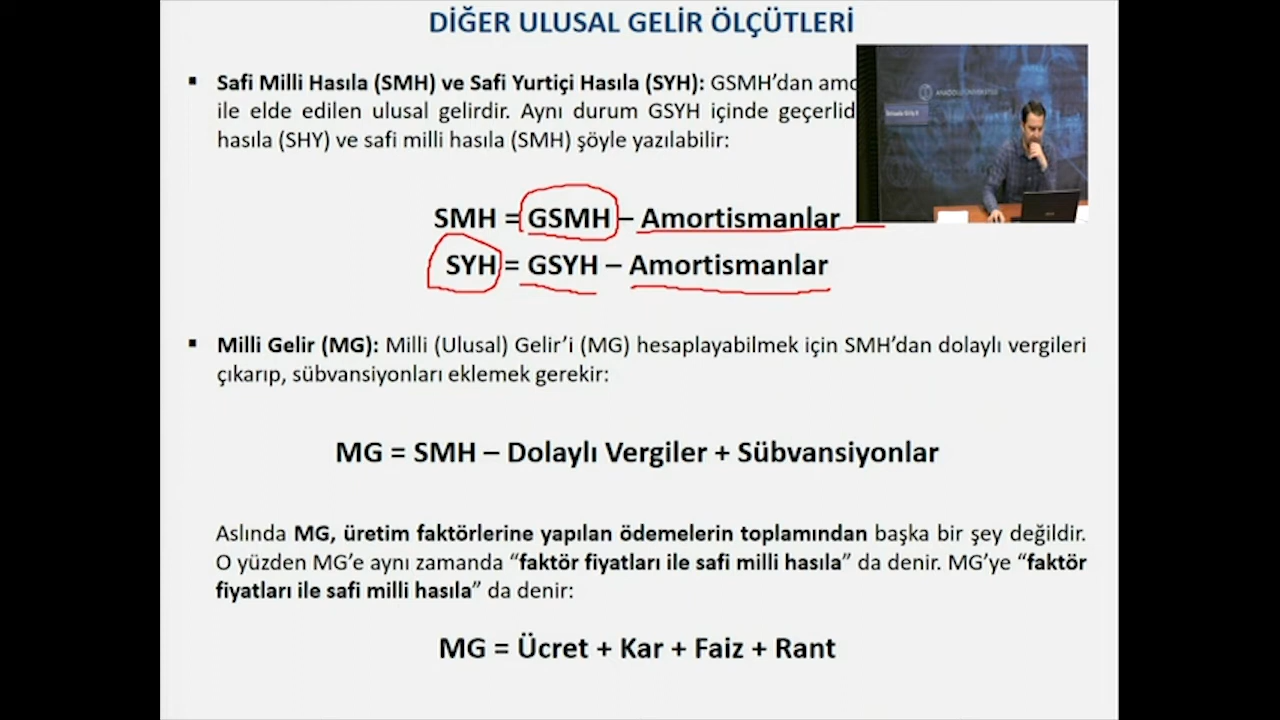 DİĞER ULUSAL GELİR ÖLÇÜTLERİ
▪ Safi Milli Hasıla (SMH) ve Safi Yurtiçi Hasıla (SYH): GSMH’dan
ile elde edilen ulusal gelirdir. Aynı durum GSYH içinde
hasıla (SHY) ve safi milli hasıla (SMH) şöyle yazılabilir:
ANADOLU ÜNİVERSİTESİ
SMH = GSMH – Amortismanlar
SYH = GSYH – Amortismanlar
▪ Milli Gelir (MG): Milli (Ulusal) Gelir’i (MG) hesaplayabilmek için SMH’dan dolaylı vergileri
çıkarıp, sübvansiyonları eklemek gerekir:
MG = SMH – Dolaylı Vergiler + Sübvansiyonlar
Aslında MG, üretim faktörlerine yapılan ödemelerin toplamından başka bir şey değildir.
O yüzden MG’e aynı zamanda “faktör fiyatları ile safi milli hasıla” da denir. MG’ye “faktör
fiyatları ile safi milli hasıla” da denir:
MG = Ücret + Kar + Faiz + Rant